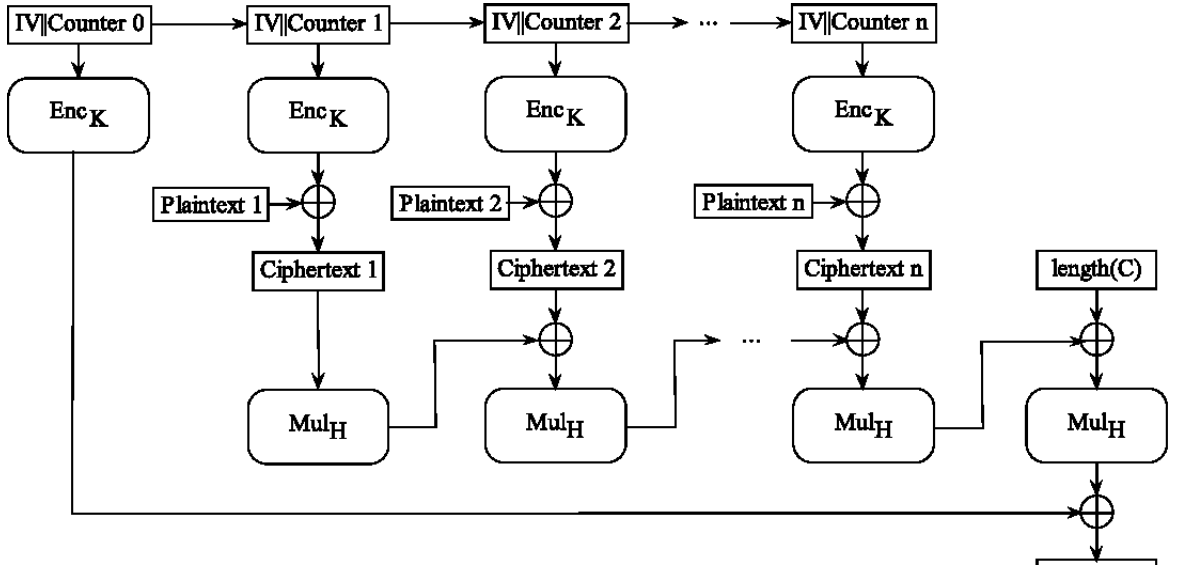 IV||Counter 0
IV||Counter 1
IV||Counter 2
...
IV||Counter n
EncK
EncK
EncK
EncK
Plaintext 1
Plaintext 2
Plaintext n
Ciphertext 1
Ciphertext 2
Ciphertext n
length(C)
...
MulH
MulH
MulH
MulH